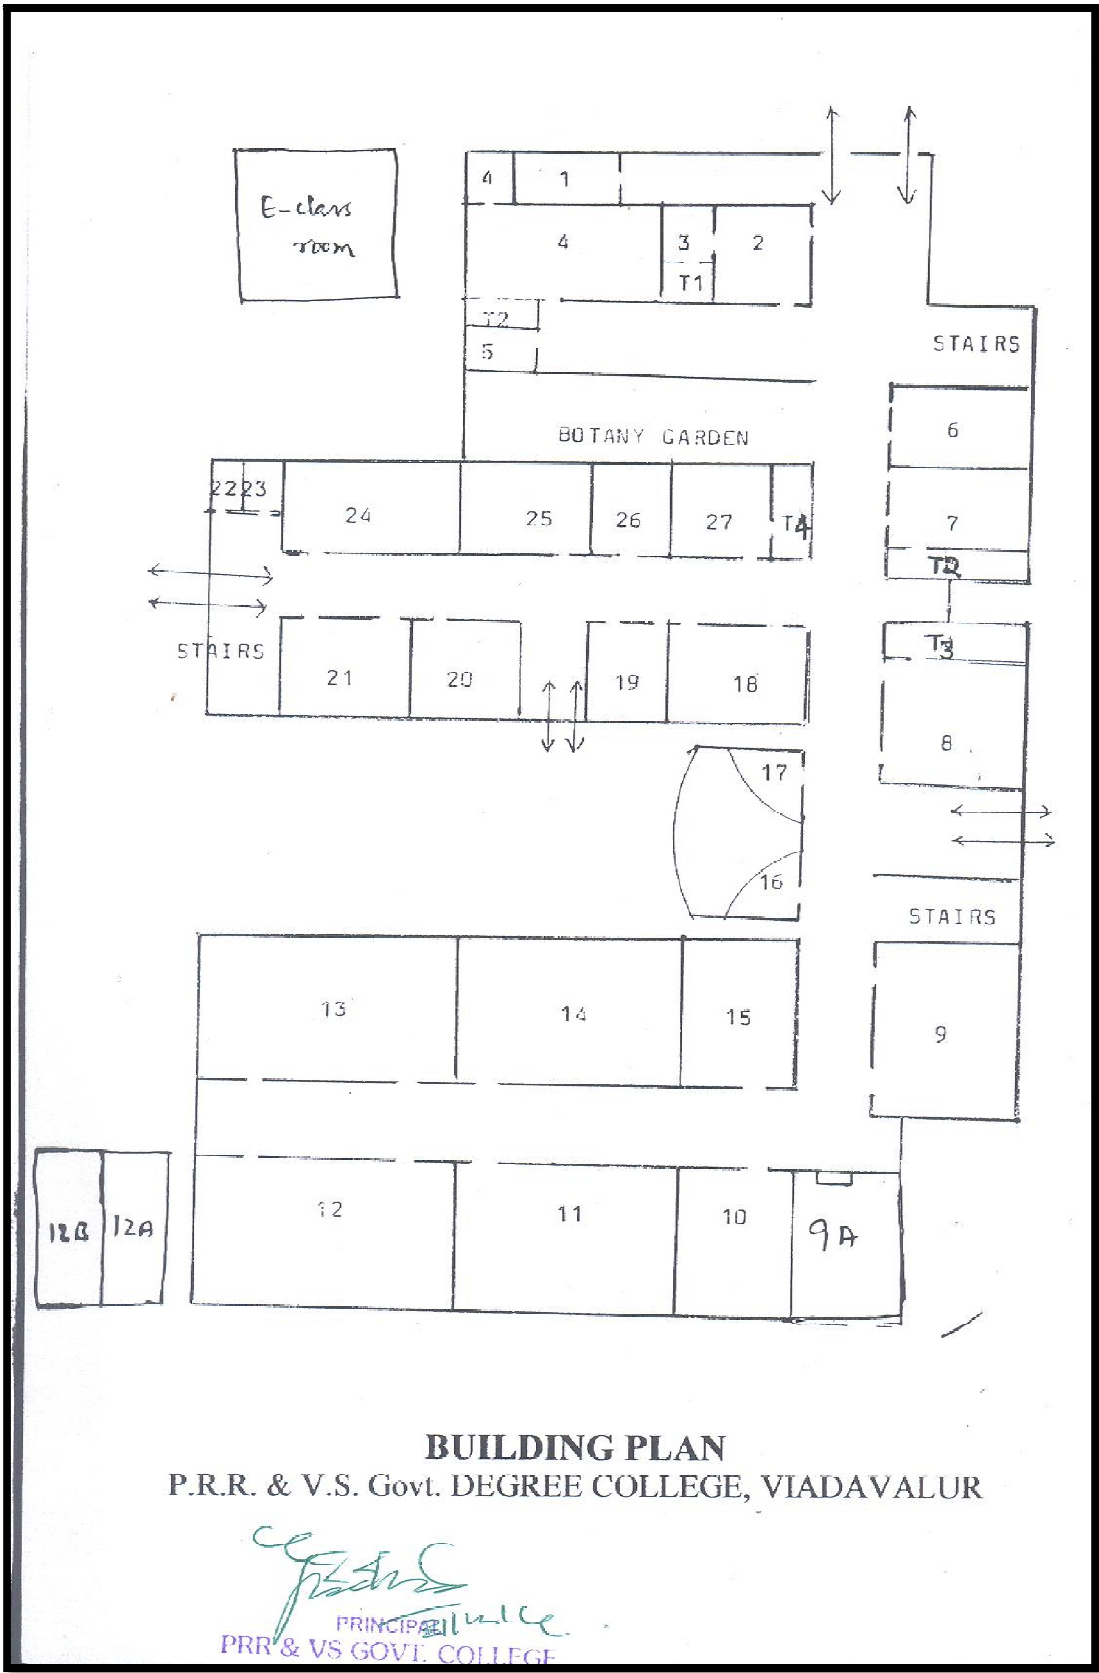 4 1
E-class
room
4 3 2
T1
T2
5
STAIRS
6
BOTANY GARDEN
22 23
24 25 26 27 T4
7
T2
STAIRS
T3
21 20 19 18
8
17
16
STAIRS
13 14 15
9
12B 12A
12 11 10 9A
BUILDING PLAN
P.R.R. & V.S. Govt. DEGREE COLLEGE, VIADAVALUR
PRINCIPAL
PRR & VS GOVT. COLLEGE